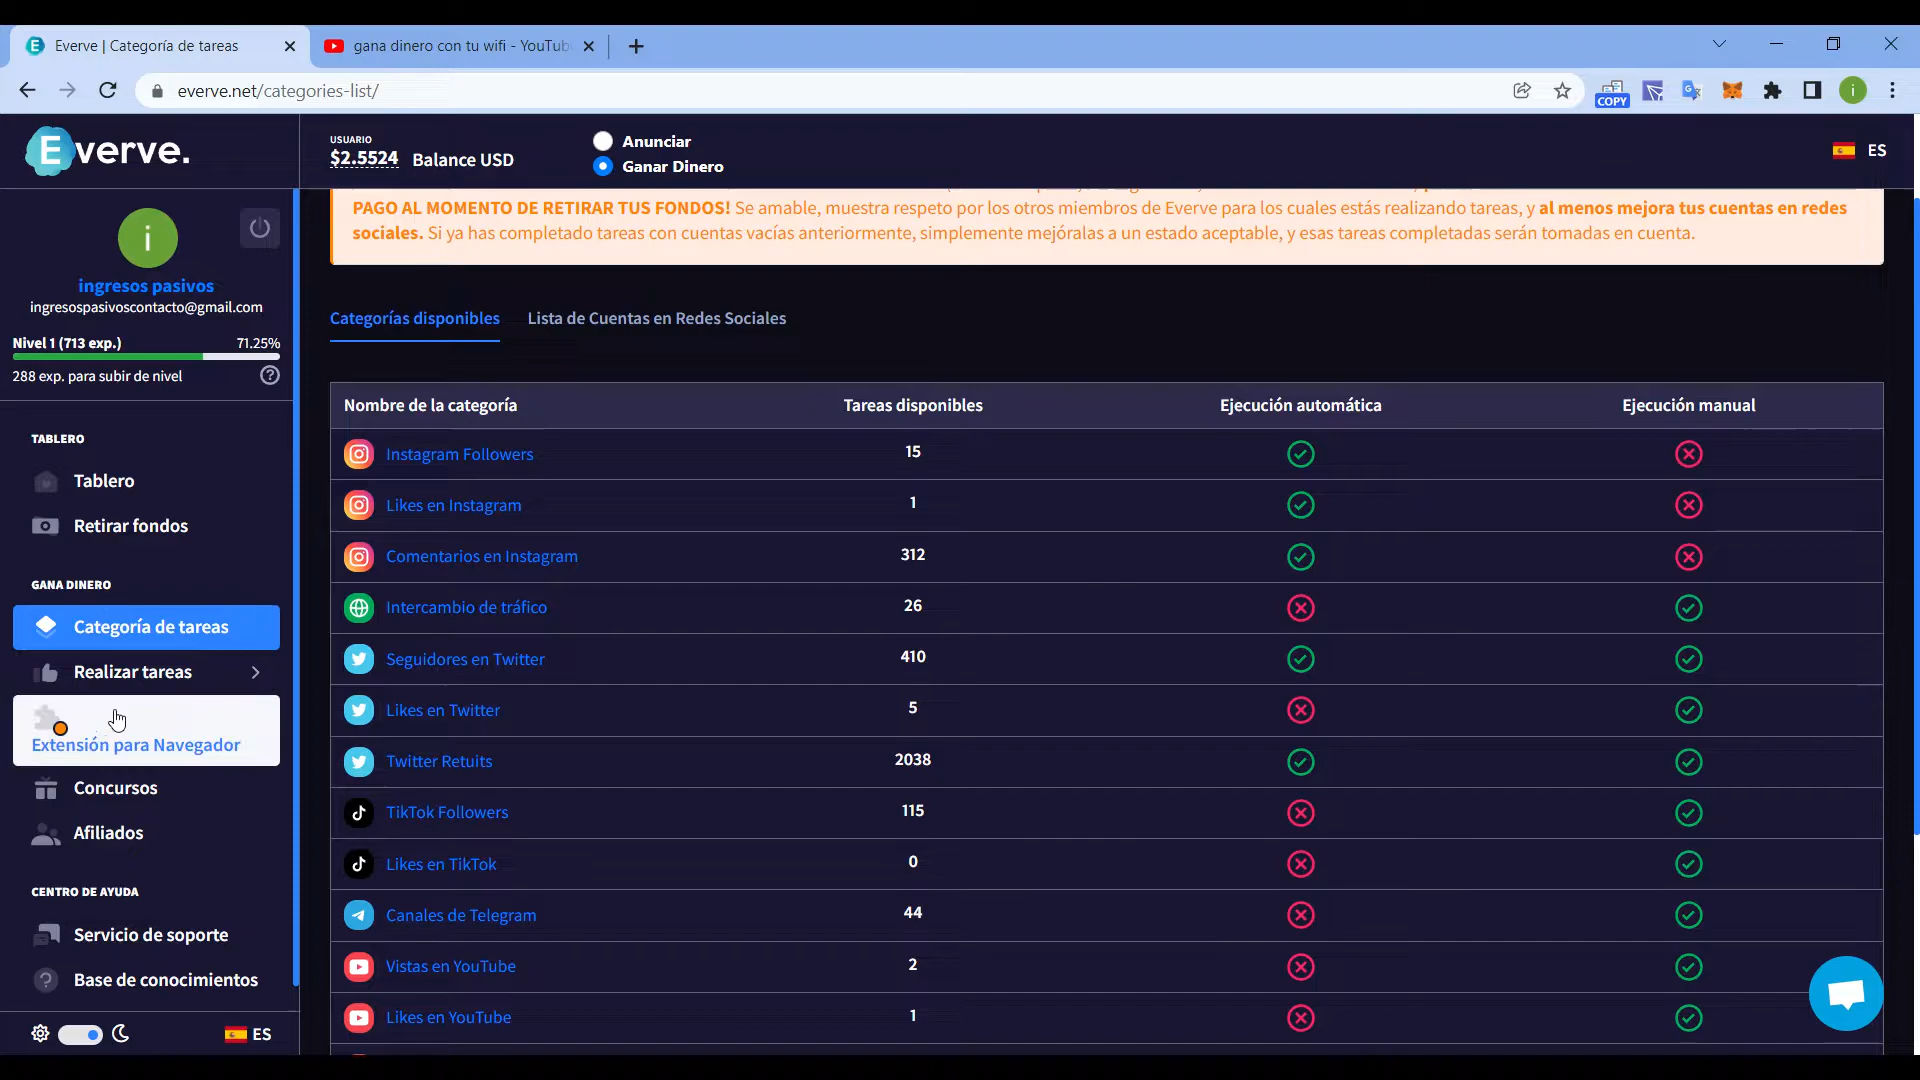 Everve | Categoría de tareas
gana dinero con tu wifi - YouTub
everve.net/categories-list/
COPY
i
Everve.
USUARIO
$2.5524 Balance USD
Anunciar
Ganar Dinero
ES
i
ingresos pasivos
ingresospasivoscontacto@gmail.com
Nivel 1 (713 exp.) 71.25%
288 exp. para subir de nivel
TABLERO
Tablero
Retirar fondos
GANA DINERO
Categoría de tareas
Realizar tareas
Extensión para Navegador
Concursos
Afiliados
CENTRO DE AYUDA
Servicio de soporte
Base de conocimientos
ES
PAGO AL MOMENTO DE RETIRAR TUS FONDOS! Se amable, muestra respeto por los otros miembros de Everve para los cuales estás realizando tareas, y al menos mejora tus cuentas en redes
sociales. Si ya has completado tareas con cuentas vacías anteriormente, simplemente mejóralas a un estado aceptable, y esas tareas completadas serán tomadas en cuenta.
Categorías disponibles Lista de Cuentas en Redes Sociales
Nombre de la categoría Tareas disponibles Ejecución automática Ejecución manual
Instagram Followers 15
Likes en Instagram 1
Comentarios en Instagram 312
Intercambio de tráfico 26
Seguidores en Twitter 410
Likes en Twitter 5
Twitter Retuits 2038
TikTok Followers 115
Likes en TikTok 0
Canales de Telegram 44
Vistas en YouTube 2
Likes en YouTube 1